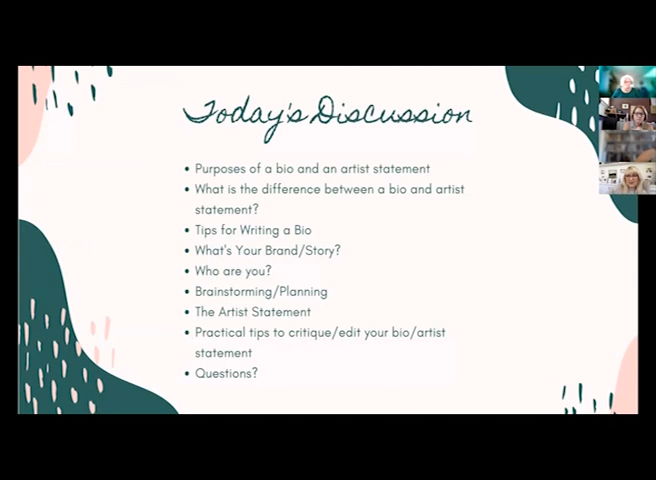 Today's Discussion
• Purposes of a bio and an artist statement
• What is the difference between a bio and artist
statement?
• Tips for Writing a Bio
• What's Your Brand/Story?
• Who are you?
• Brainstorming/Planning
• The Artist Statement
• Practical tips to critique/edit your bio/artist
statement
• Questions?